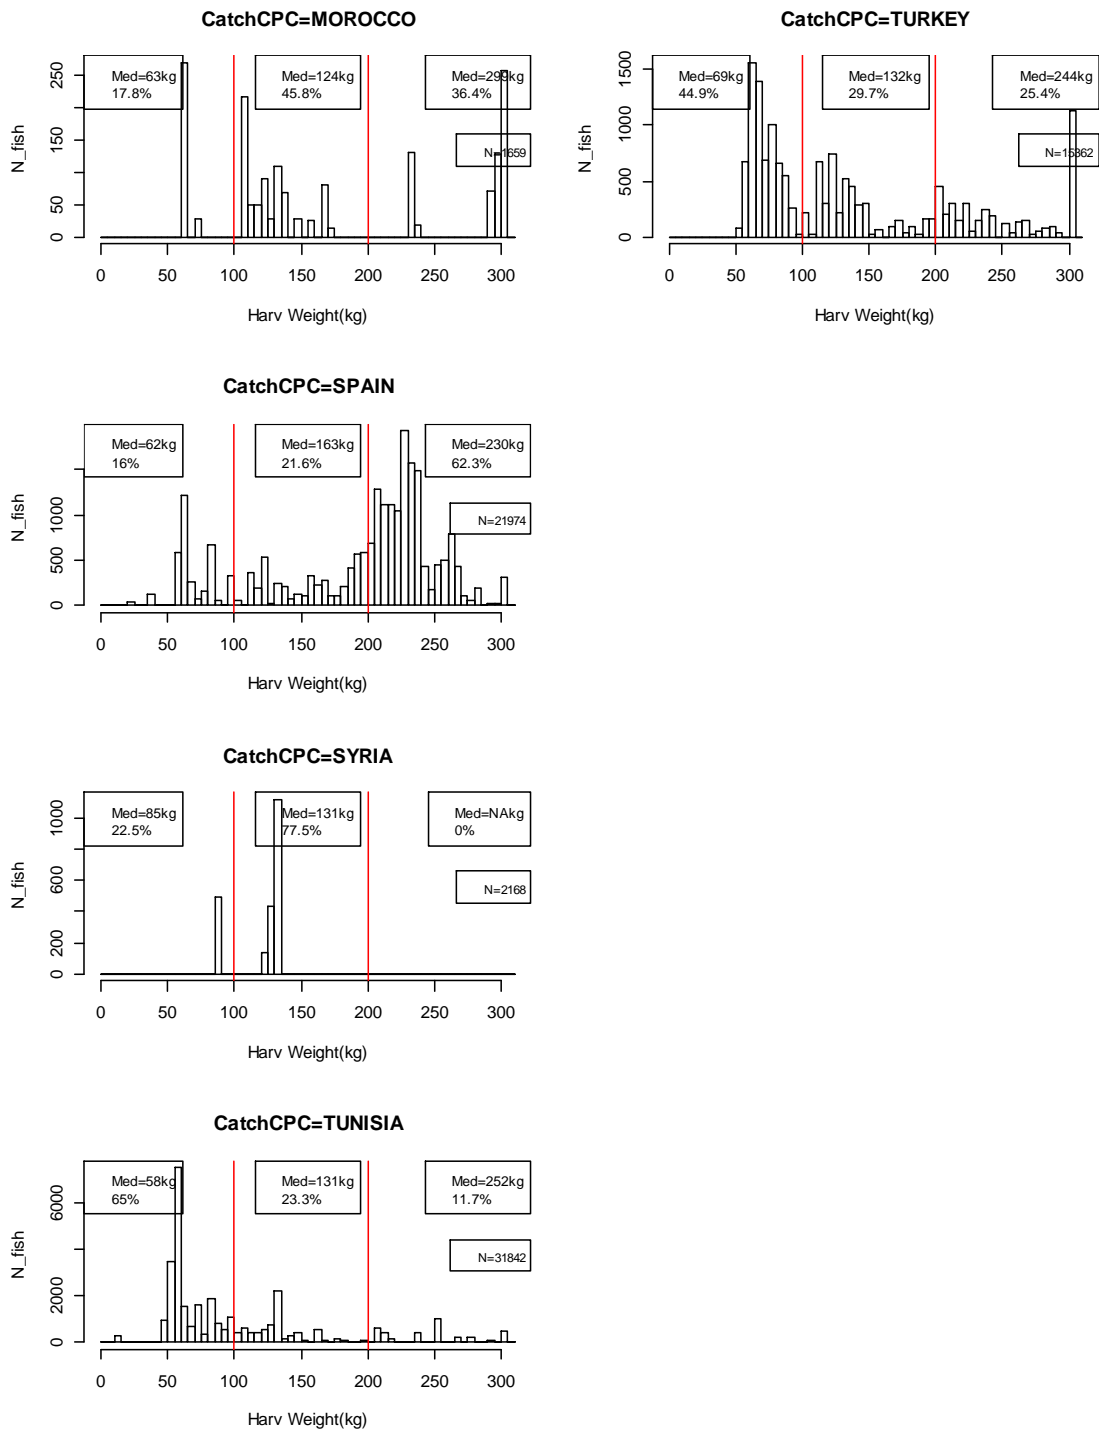 CatchCPC=MOROCCO
Med=63kg
17.8%
Med=124kg
45.8%
Med=299kg
36.4%
N=1659
N_fish
0
50
150
250
0 50 100 150 200 250 300
Harv Weight(kg)
CatchCPC=TURKEY
Med=69kg
44.9%
Med=132kg
29.7%
Med=244kg
25.4%
N_fish
0
500
1000
1500
0 50 100 150 200 250 300
Harv Weight(kg)
CatchCPC=SPAIN
Med=62kg
16%
Med=163kg
21.6%
Med=230kg
62.3%
N=21974
N_fish
0
500
1000
0 50 100 150 200 250 300
Harv Weight(kg)
CatchCPC=SYRIA
Med=85kg
22.5%
Med=131kg
77.5%
Med=NAkg
0%
N=2168
N_fish
0
200
600
1000
0 50 100 150 200 250 300
Harv Weight(kg)
CatchCPC=TUNISIA
Med=58kg
65%
Med=131kg
23.3%
Med=252kg
11.7%
N=31842
N_fish
0
2000
6000
0 50 100 150 200 250 300
Harv Weight(kg)